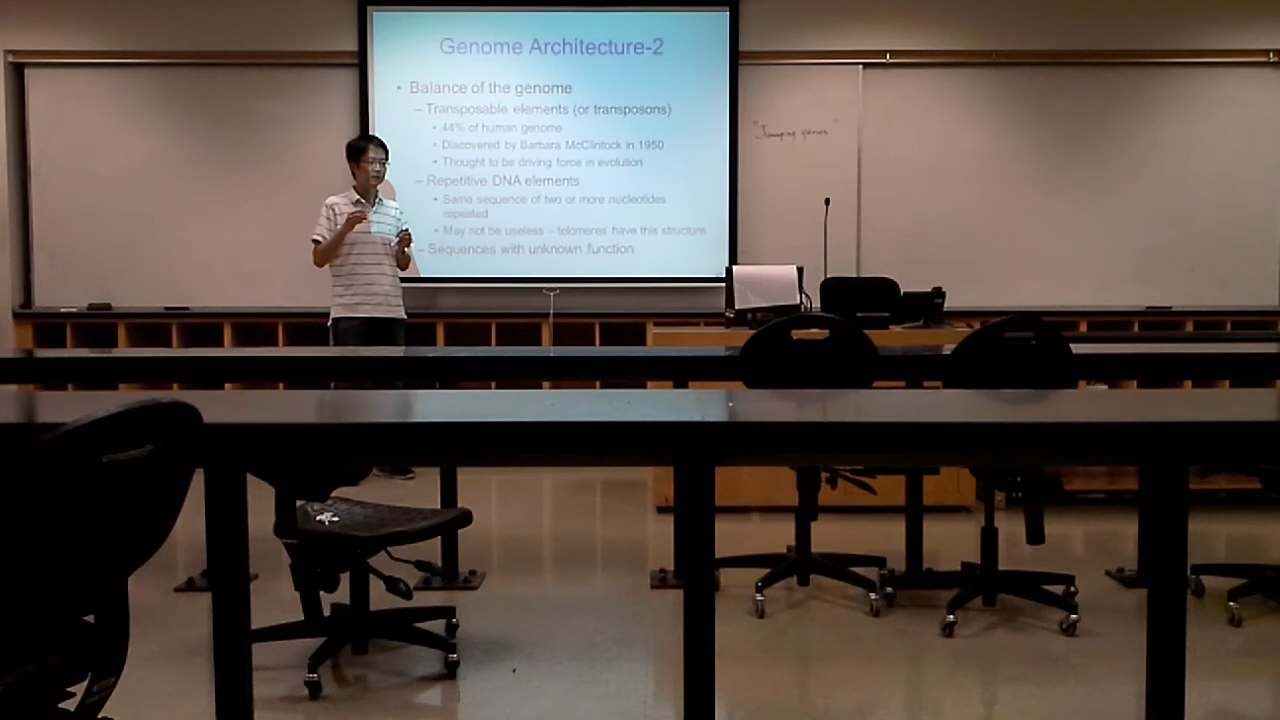 Genome Architecture-2
• Balance of the genome
– Transposable elements (or transposons)
• 44% of human genome
• Discovered by Barbara McClintock in 1950
• Thought to be driving force in evolution
– Repetitive DNA elements
• Same sequence of two or more nucleotides
repeated
• May not be useless – telomeres have this structure
– Sequences with unknown function
"Jumping genes"